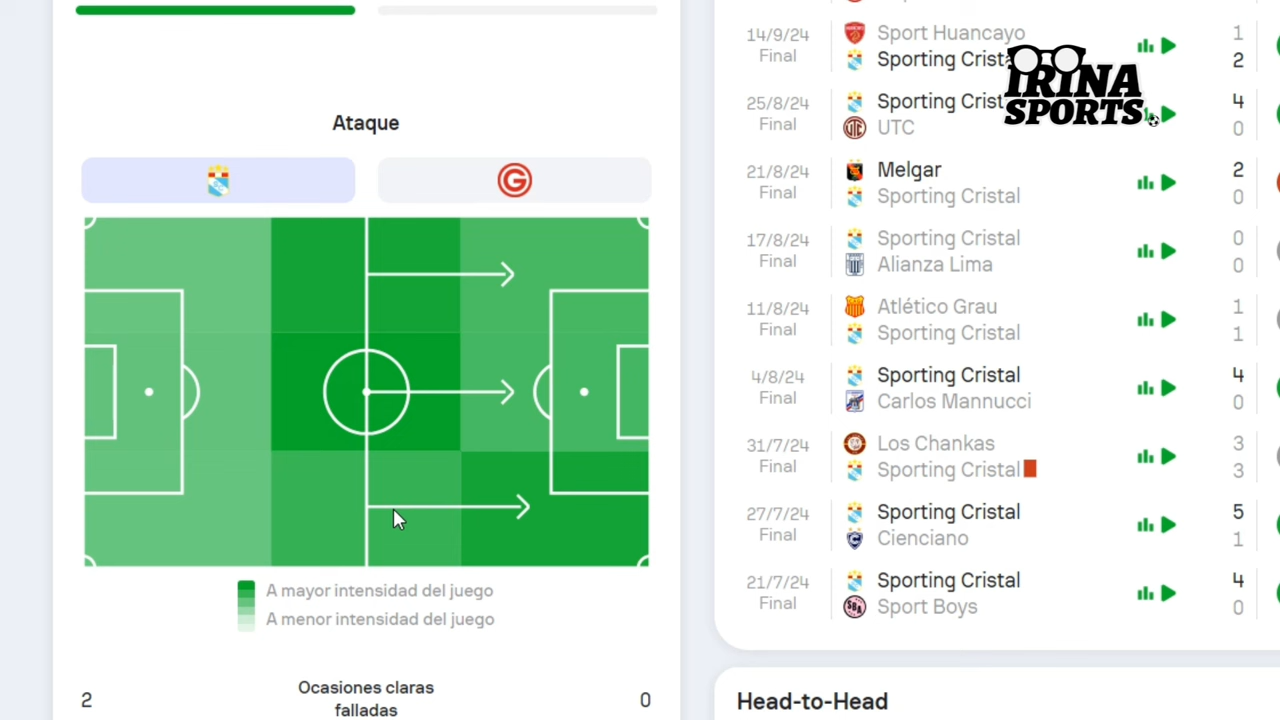 Ataque
G
A mayor intensidad del juego
A menor intensidad del juego
2
Ocasiones claras
falladas
0
14/9/24
Final
Sport Huancayo
1
Sporting Crist
2
IRINA
SPORTS
25/8/24
Final
Sporting Crist
4
UTC
0
21/8/24
Final
Melgar
2
Sporting Cristal
0
17/8/24
Final
Sporting Cristal
0
Alianza Lima
0
11/8/24
Final
Atlético Grau
1
Sporting Cristal
1
4/8/24
Final
Sporting Cristal
4
Carlos Mannucci
0
31/7/24
Final
Los Chankas
3
Sporting Cristal
3
27/7/24
Final
Sporting Cristal
5
Cienciano
1
21/7/24
Final
Sporting Cristal
4
SBA
Sport Boys
0
Head-to-Head